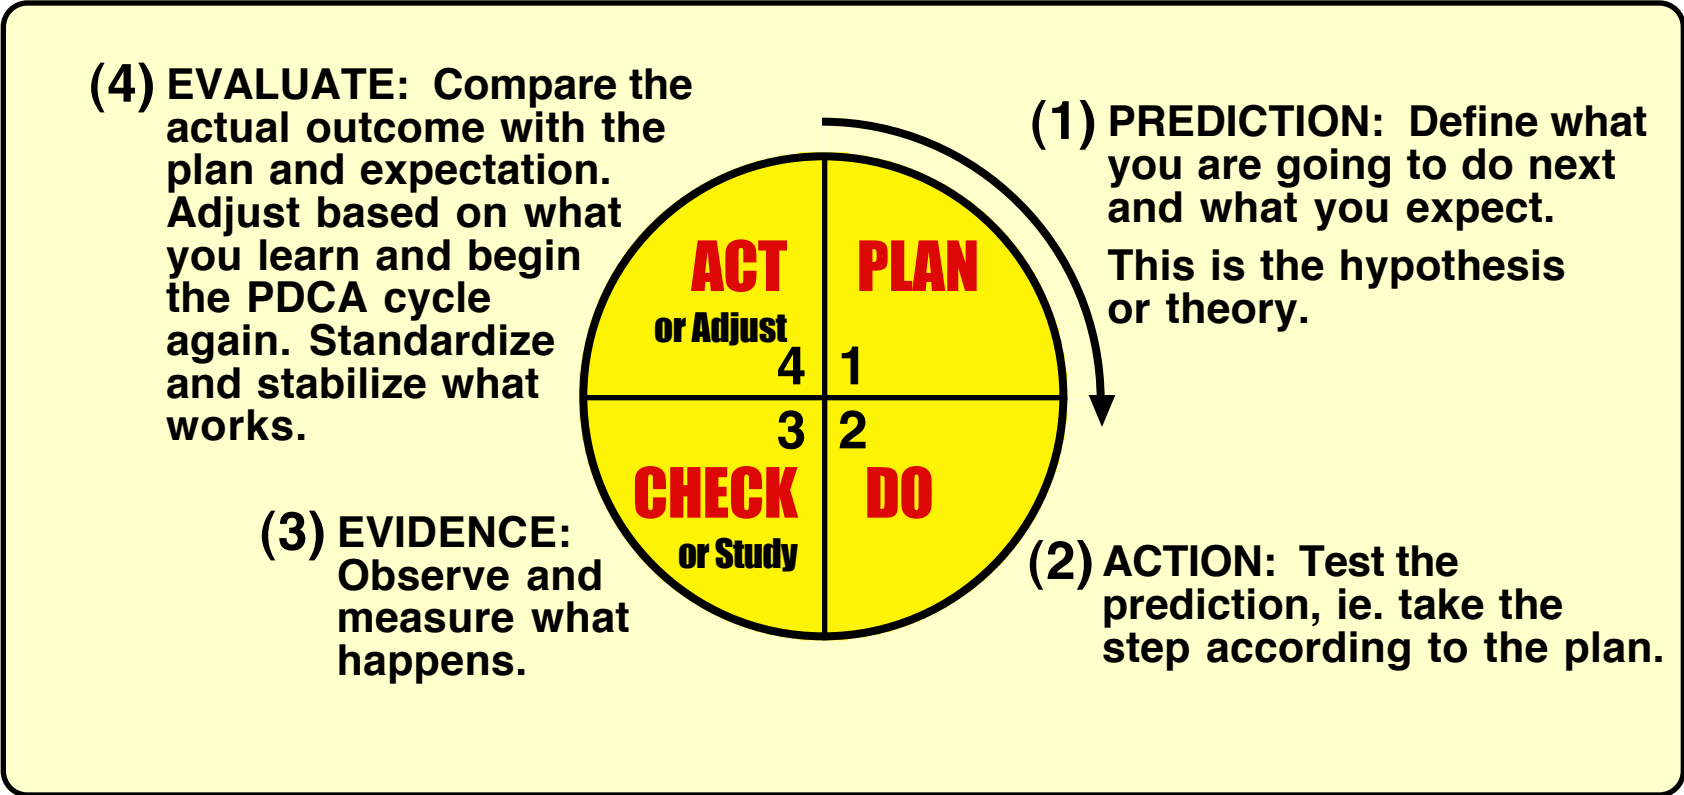 (4) EVALUATE: Compare the
actual outcome with the
plan and expectation.
Adjust based on what
you learn and begin
the PDCA cycle
again. Standardize
and stabilize what
works.
(1) PREDICTION: Define what
you are going to do next
and what you expect.
This is the hypothesis
or theory.
ACT
or Adjust
4
PLAN
1
3
CHECK
or Study
2
DO
(3) EVIDENCE:
Observe and
measure what
happens.
(2) ACTION: Test the
prediction, ie. take the
step according to the plan.